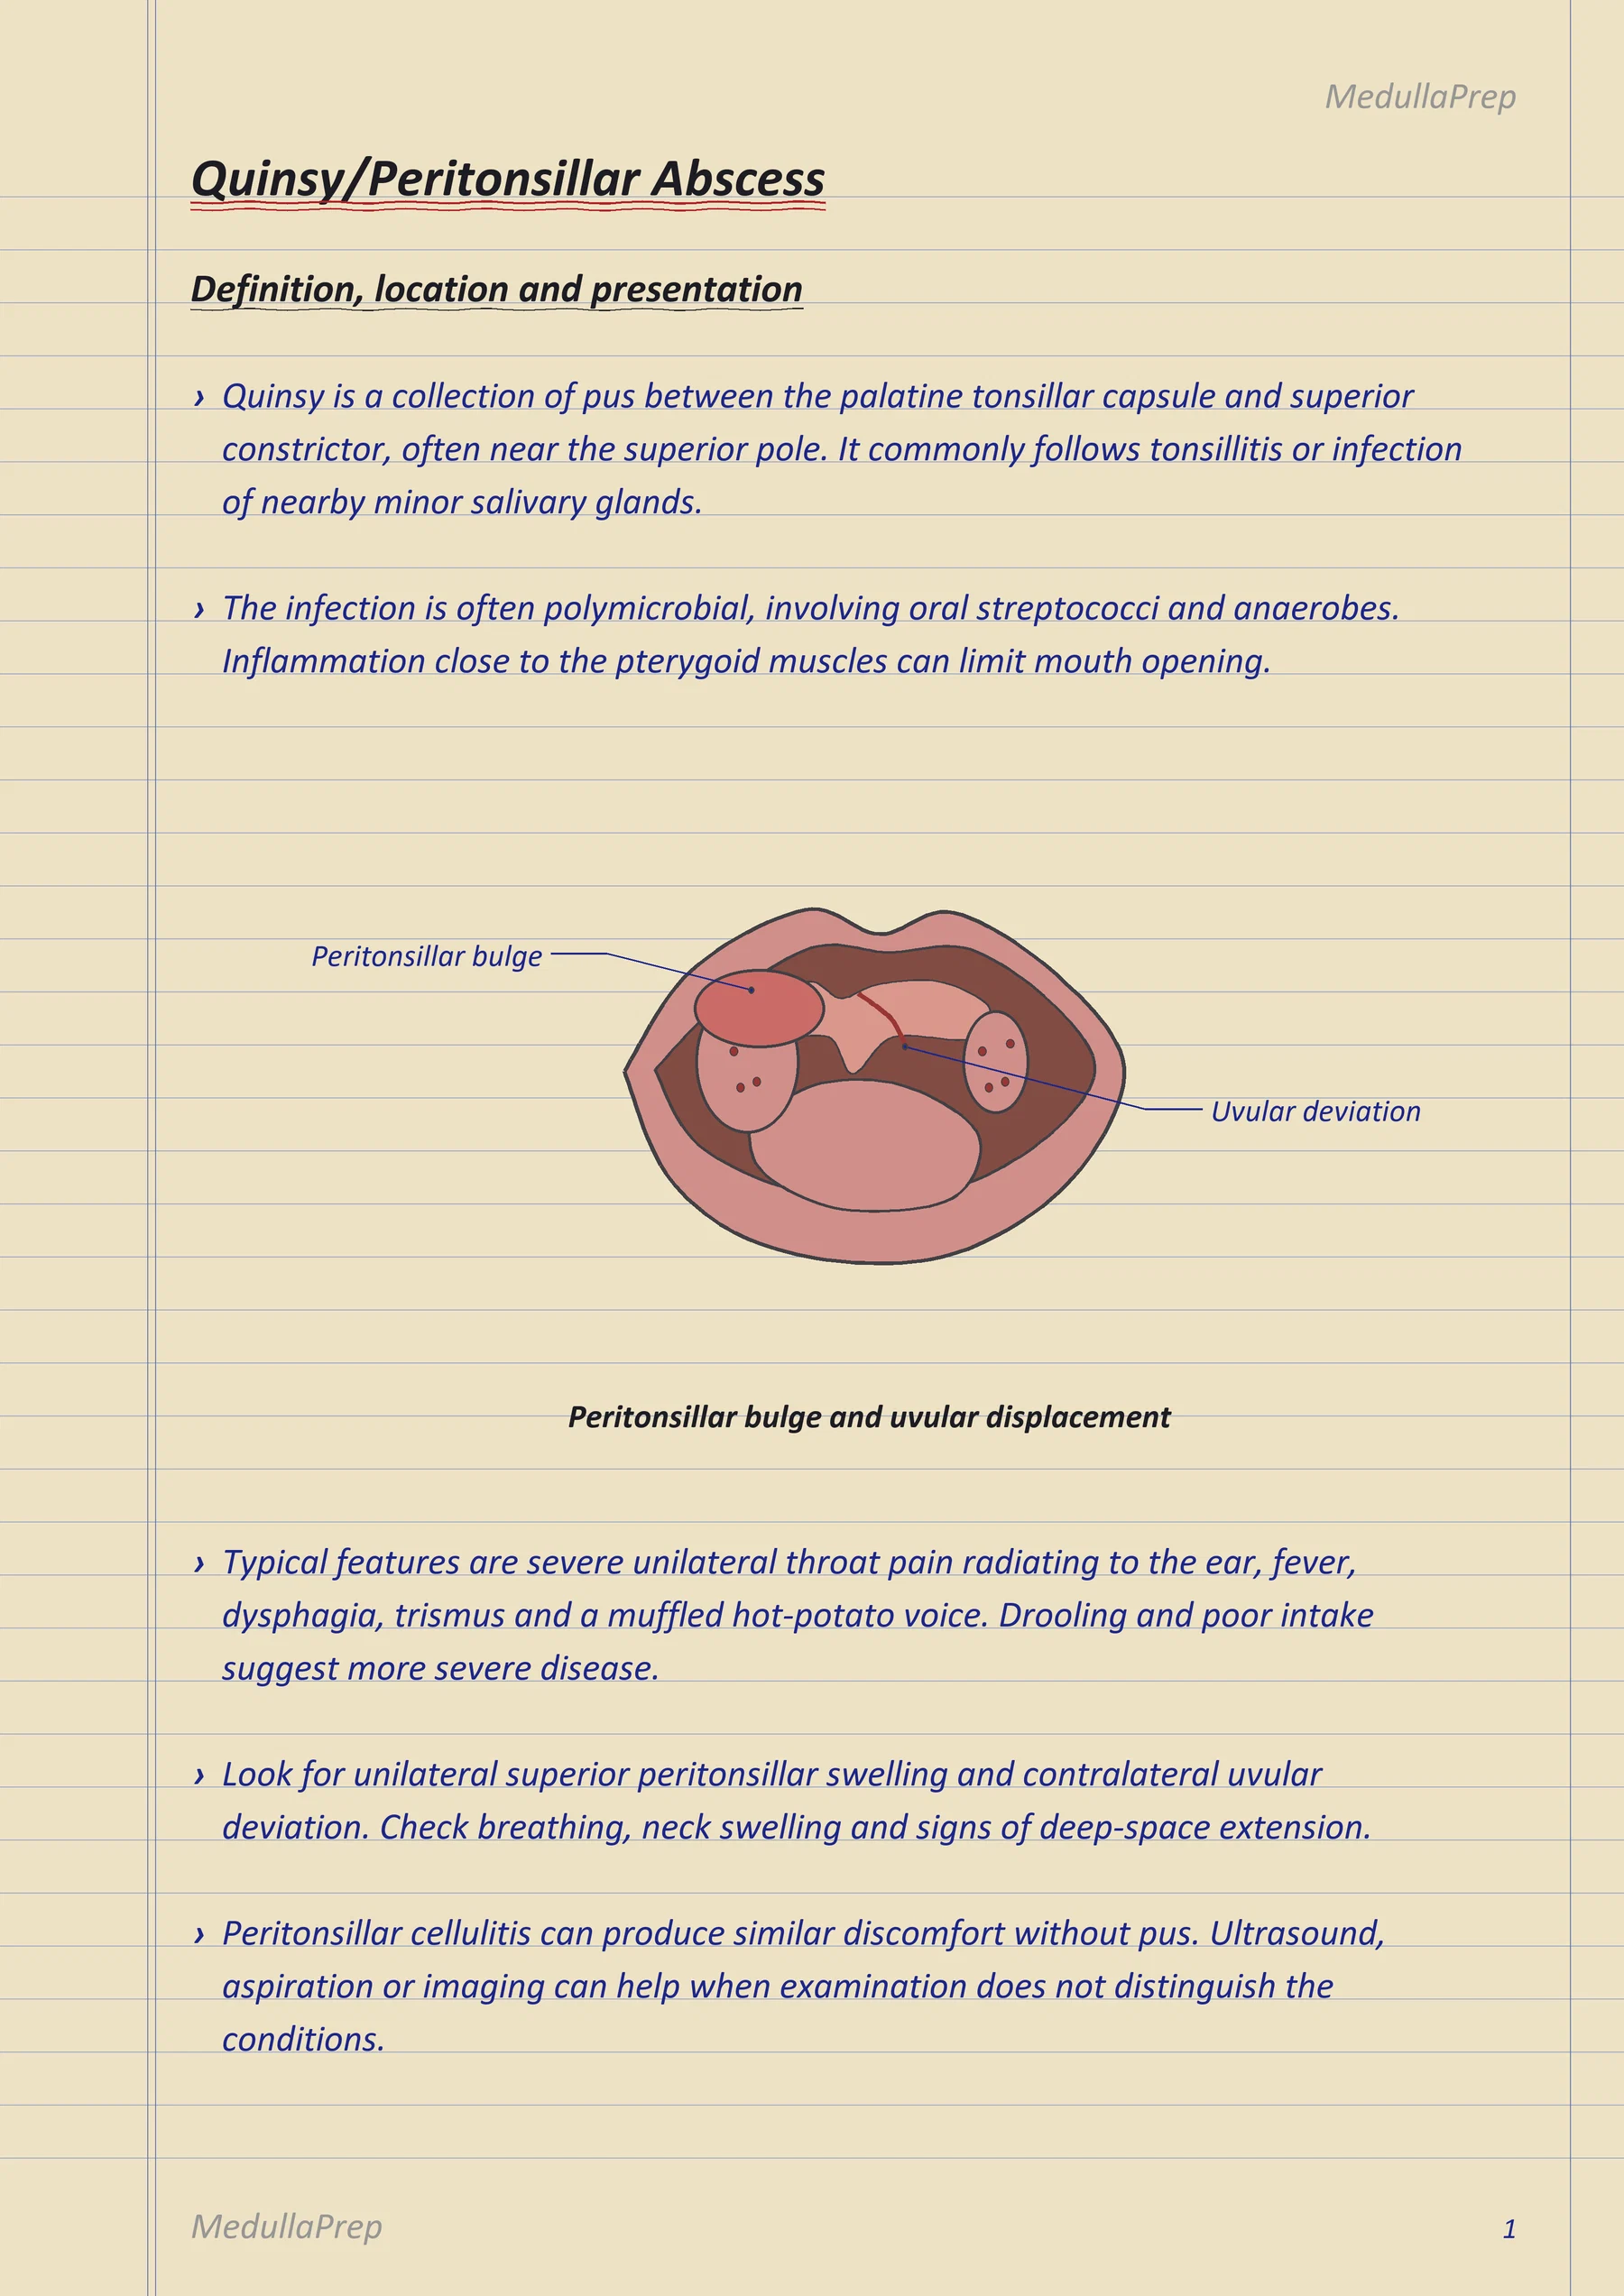 MedullaPrep
Quinsy/Peritonsillar Abscess
Definition, location and presentation
› Quinsy is a collection of pus between the palatine tonsillar capsule and superior
constrictor, often near the superior pole. It commonly follows tonsillitis or infection
of nearby minor salivary glands.
› The infection is often polymicrobial, involving oral streptococci and anaerobes.
Inflammation close to the pterygoid muscles can limit mouth opening.
Peritonsillar bulge
Uvular deviation
Peritonsillar bulge and uvular displacement
› Typical features are severe unilateral throat pain radiating to the ear, fever,
dysphagia, trismus and a muffled hot-potato voice. Drooling and poor intake
suggest more severe disease.
› Look for unilateral superior peritonsillar swelling and contralateral uvular
deviation. Check breathing, neck swelling and signs of deep-space extension.
› Peritonsillar cellulitis can produce similar discomfort without pus. Ultrasound,
aspiration or imaging can help when examination does not distinguish the
conditions.
MedullaPrep
1